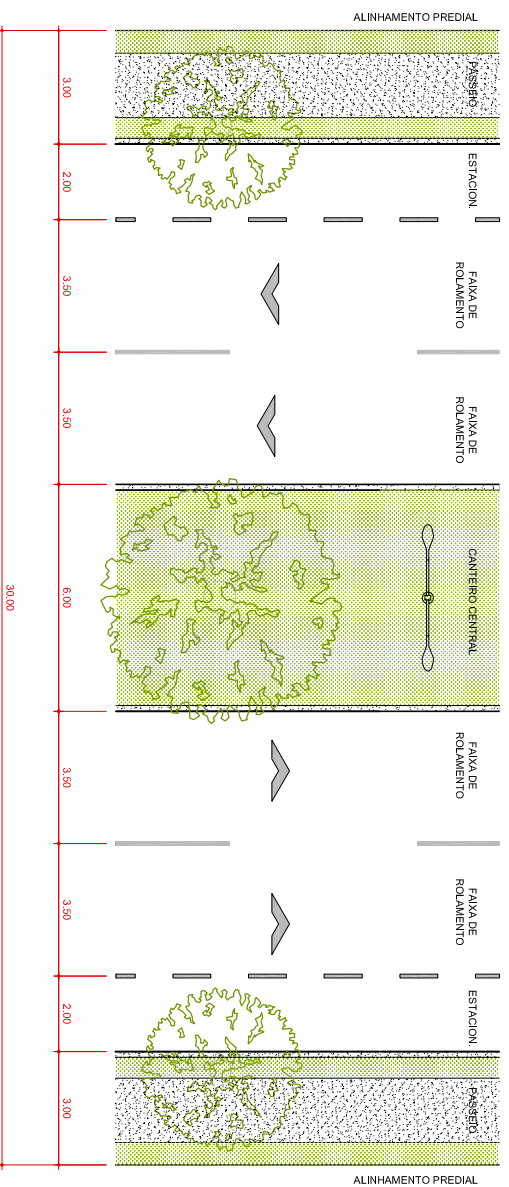 ALINHAMENTO PREDIAL
PASSEIO
3.00
ESTACION.
2.00
FAIXA DE
ROLAMENTO
3.50
FAIXA DE
ROLAMENTO
3.50
CANTEIRO CENTRAL
6.00
30.00
FAIXA DE
ROLAMENTO
3.50
FAIXA DE
ROLAMENTO
3.50
ESTACION.
2.00
PASSEIO
3.00
ALINHAMENTO PREDIAL